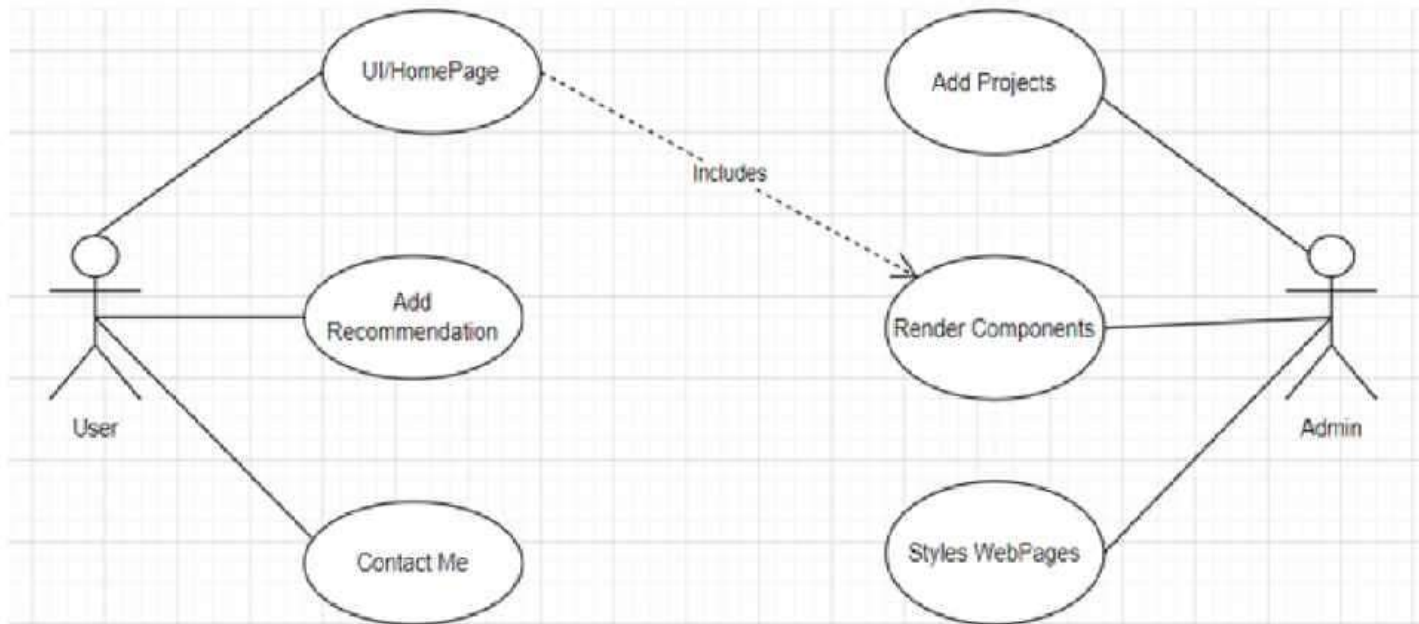 UI/HomePage
Add Projects
Includes
Add
Recommendation
Render Components
User
Admin
Contact Me
Styles WebPages